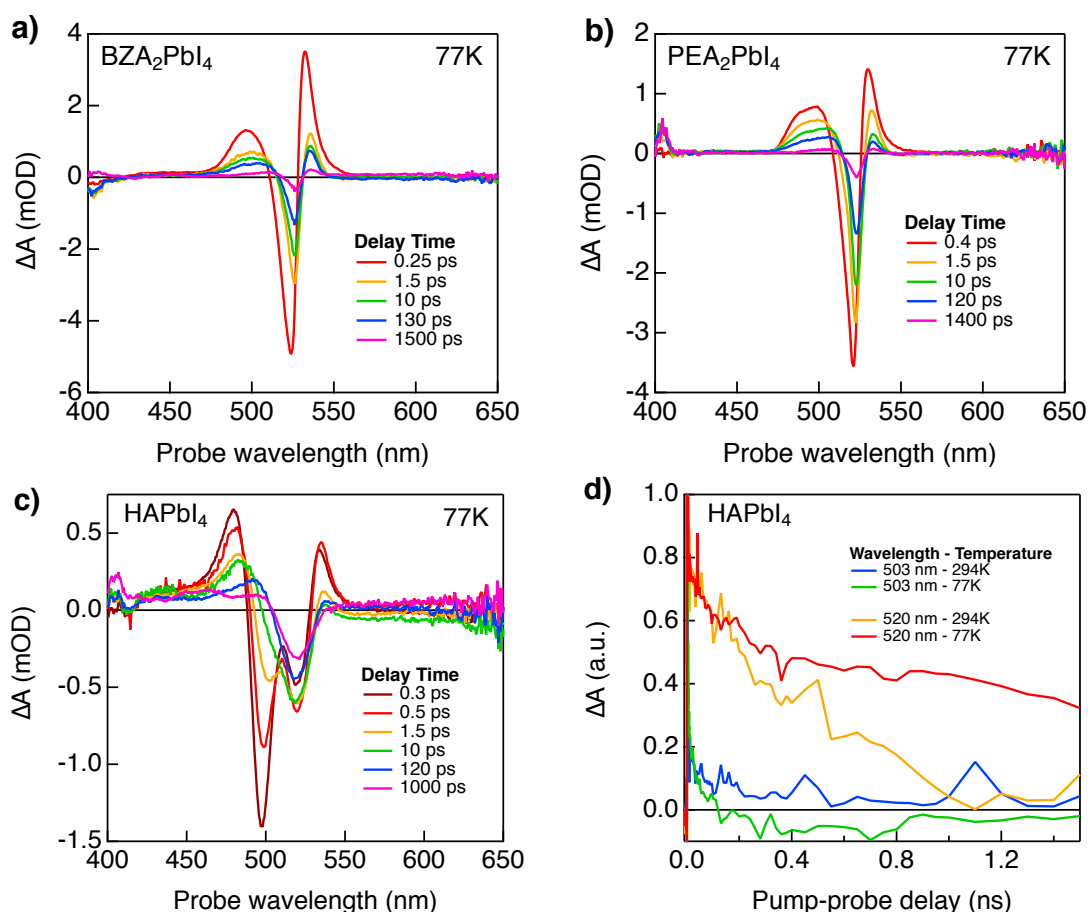 a)
BZA₂PbI₄
77K
ΔA (mOD)
4
2
0
-2
-4
-6
Delay Time
0.25 ps
1.5 ps
10 ps
130 ps
1500 ps
400 450 500 550 600 650
Probe wavelength (nm)
b)
PEA₂PbI₄
77K
ΔA (mOD)
2
1
0
-1
-2
-3
-4
Delay Time
0.4 ps
1.5 ps
10 ps
120 ps
1400 ps
400 450 500 550 600 650
Probe wavelength (nm)
c)
HAPbI₄
77K
ΔA (mOD)
0.5
0.0
-0.5
-1.0
-1.5
Delay Time
0.3 ps
0.5 ps
1.5 ps
10 ps
120 ps
1000 ps
400 450 500 550 600 650
Probe wavelength (nm)
d)
HAPbI₄
ΔA (a.u.)
1.0
0.8
0.6
0.4
0.2
0.0
Wavelength - Temperature
503 nm - 294K
503 nm - 77K
520 nm - 294K
520 nm - 77K
0.0 0.4 0.8 1.2
Pump-probe delay (ns)